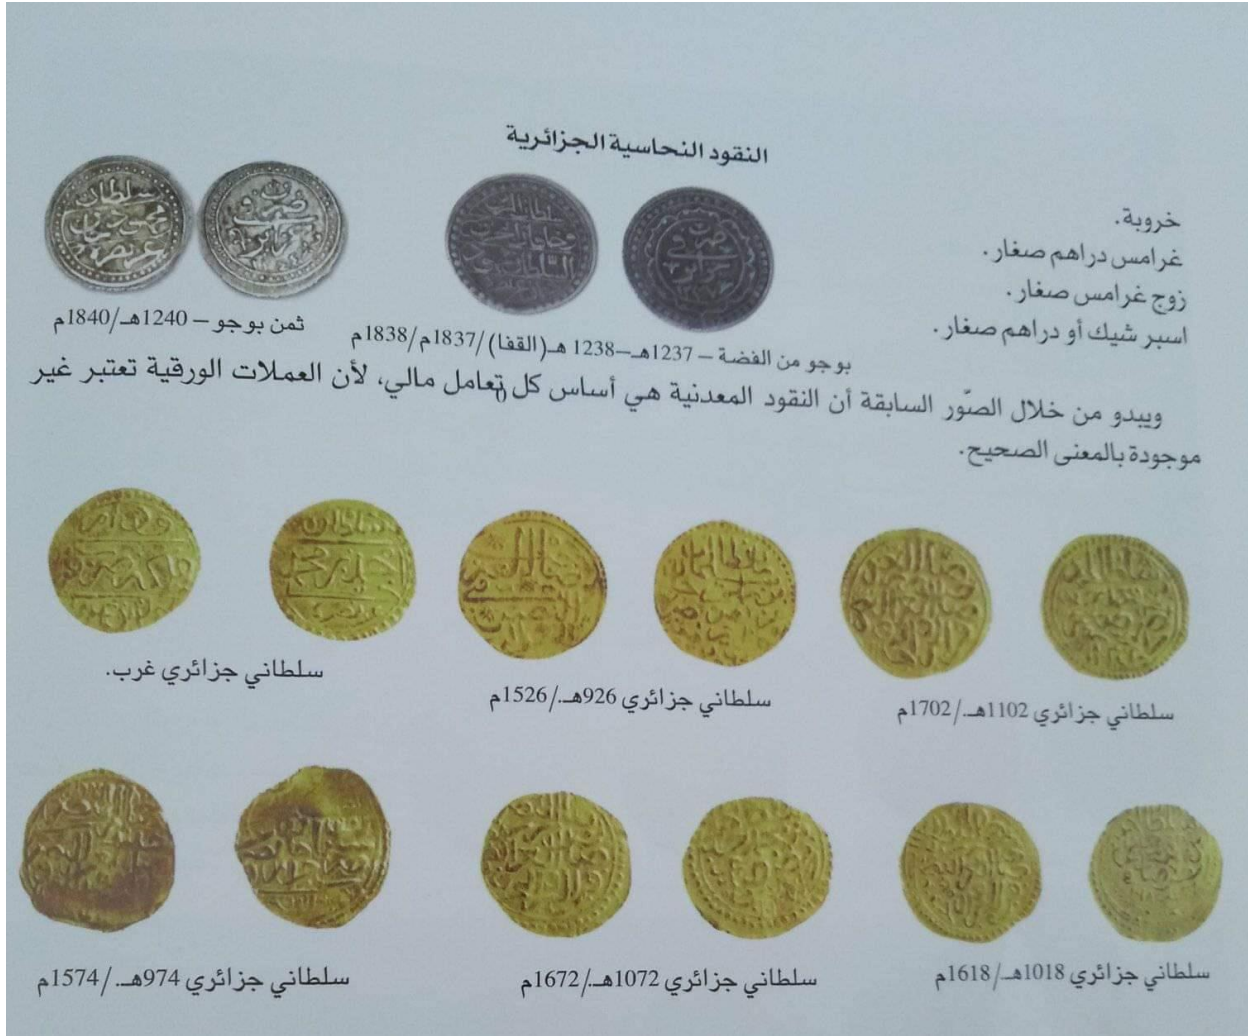 النقود النحاسية الجزائرية
خروبة.
غرامس دراهم صغار.
زوج غرامس صغار.
اسبر شيك أو دراهم صغار.
بوجو من الفضة – 1237هـ–1238 هـ(القفا)/1837م/1838م
ثمن بوجو – 1240هـ/1840م
ويبدو من خلال الصّور السابقة أن النقود المعدنية هي أساس كل تعامل مالي، لأن العملات الورقية تعتبر غير
موجودة بالمعنى الصحيح.
سلطاني جزائري 1102هـ./1702م
سلطاني جزائري 926هـ./1526م
سلطاني جزائري غرب.
سلطاني جزائري 1018هـ/1618م
سلطاني جزائري 1072هـ./1672م
سلطاني جزائري 974هـ./1574م